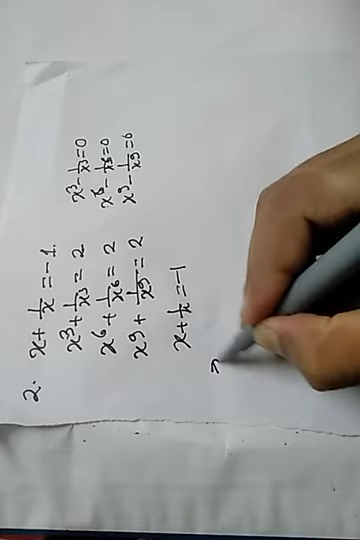 2. x + 1/x = -1
x³ + 1/x³ = 2 x³ - 1/x³ = 0
x⁶ + 1/x⁶ = 2 x⁶ - 1/x⁶ = 0
x⁹ + 1/x⁹ = 2 x⁹ - 1/x⁹ = 0
x + 1/x = -1
⇒